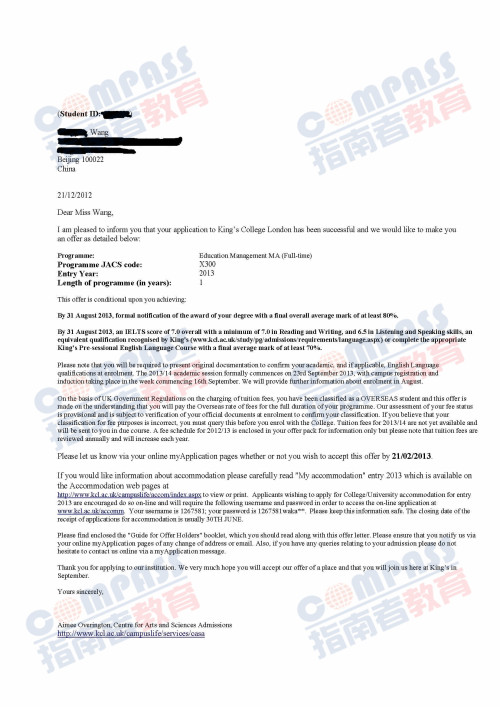 COMPASS
指南者教育
(Student ID:
Wang
Beijing 100022
China
21/12/2012
Dear Miss Wang,
I am pleased to inform you that your application to King's College London has been successful and we would like to make you
an offer as detailed below:
Programme: Education Management MA (Full-time)
Programme JACS code: X300
Entry Year: 2013
Length of programme (in years): 1
This offer is conditional upon you achieving:
By 31 August 2013, formal notification of the award of your degree with a final overall average mark of at least 80%.
By 31 August 2013, an IELTS score of 7.0 overall with a minimum of 7.0 in Reading and Writing, and 6.5 in Listening and Speaking skills, an
equivalent qualification recognised by King's (www.kcl.ac.uk/study/pg/admissions/requirements/language.aspx) or complete the appropriate
King's Pre-sessional English Language Course with a final average mark of at least 70%.
Please note that you will be required to present original documentation to confirm your academic, and if applicable, English Language
qualifications at enrolment. The 2013/14 academic session formally commences on 23rd September 2013, with campus registration and
induction taking place in the week commencing 16th September. We will provide further information about enrolment in August.
On the basis of UK Government Regulations on the charging of tuition fees, you have been classified as a OVERSEAS student and this offer is
made on the understanding that you will pay the Overseas rate of fees for the full duration of your programme. Our assessment of your fee status
is provisional and is subject to verification of your official documents at enrolment to confirm your classification. If you believe that your
classification for fee purposes is incorrect, you must query this before you enrol with the College. Tuition fees for 2013/14 are not yet available and
will be sent to you in due course. A fee schedule for 2012/13 is enclosed in your offer pack for information only but please note that tuition fees are
reviewed annually and will increase each year.
Please let us know via your online myApplication pages whether or not you wish to accept this offer by 21/02/2013.
If you would like information about accommodation please carefully read "My accommodation" entry 2013 which is available on
the Accommodation web pages at
http://www.kcl.ac.uk/campuslife/accom/index.aspx to view or print. Applicants wishing to apply for College/University accommodation for entry
2013 are encouraged do so on-line and will require the following username and password in order to access the on-line application at
www.kcl.ac.uk/accomm. Your username is 1267581; your password is 1267581waka**. Please keep this information safe. The closing date of the
receipt of applications for accommodation is usually 30TH JUNE.
Please find enclosed the "Guide for Offer Holders" booklet, which you should read along with this offer letter. Please ensure that you notify us via
your online myApplication pages of any change of address or email. Also, if you have any queries relating to your admission please do not
hesitate to contact us online via a myApplication message.
Thank you for applying to our institution. We very much hope you will accept our offer of a place and that you will join us here at King's in
September.
Yours sincerely,
Aimee Overington, Centre for Arts and Sciences Admissions
http://www.kcl.ac.uk/campuslife/services/casa
COMPASS
指南者教育